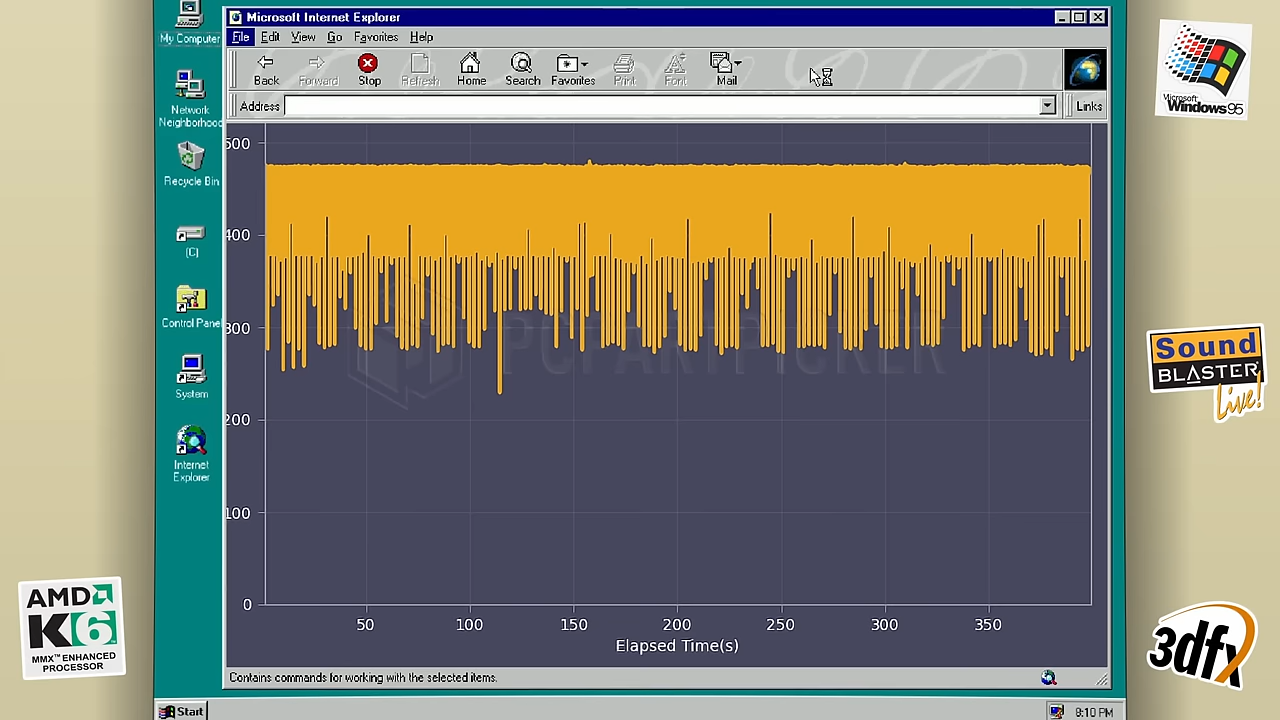 Microsoft Internet Explorer
File Edit View Go Favorites Help
Back Forward Stop Refresh Home Search Favorites Print Font Mail
Address Links
My Computer
Network
Neighborhood
Recycle Bin
(C)
Control Panel
System
Internet
Explorer
500
400
300
200
100
0
50 100 150 200 250 300 350
Elapsed Time(s)
PCPARTPICKER
Contains commands for working with the selected items.
Start
8:10 PM
Microsoft
Windows 95
Sound
BLASTER
Live!
AMD
K6
MMX™ ENHANCED
PROCESSOR
3dfx